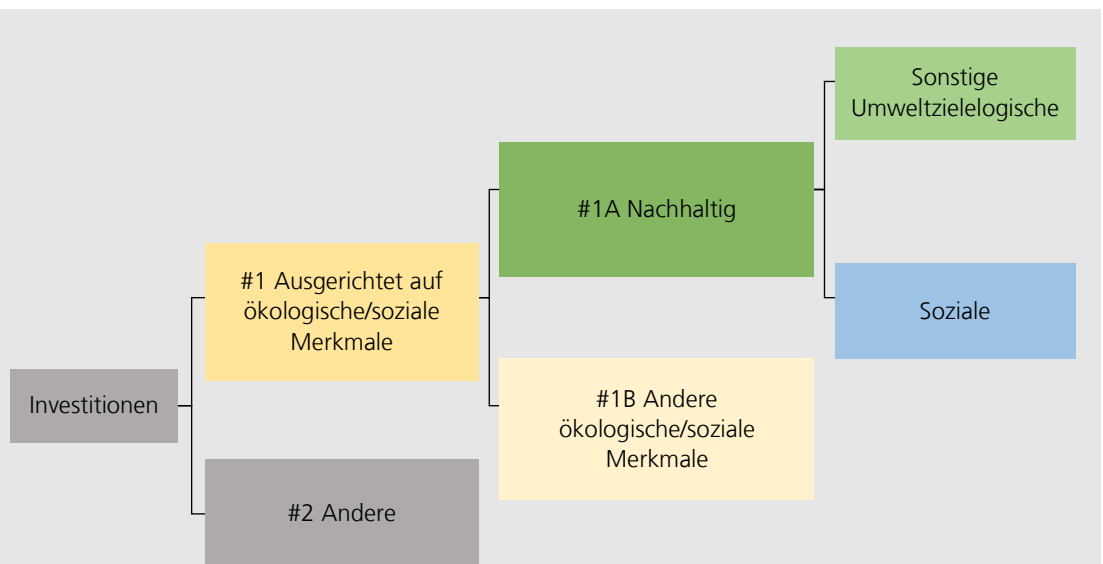 Sonstige
Umweltzielelogische
#1A Nachhaltig
#1 Ausgerichtet auf
ökologische/soziale
Merkmale
Soziale
Investitionen
#1B Andere
ökologische/soziale
Merkmale
#2 Andere